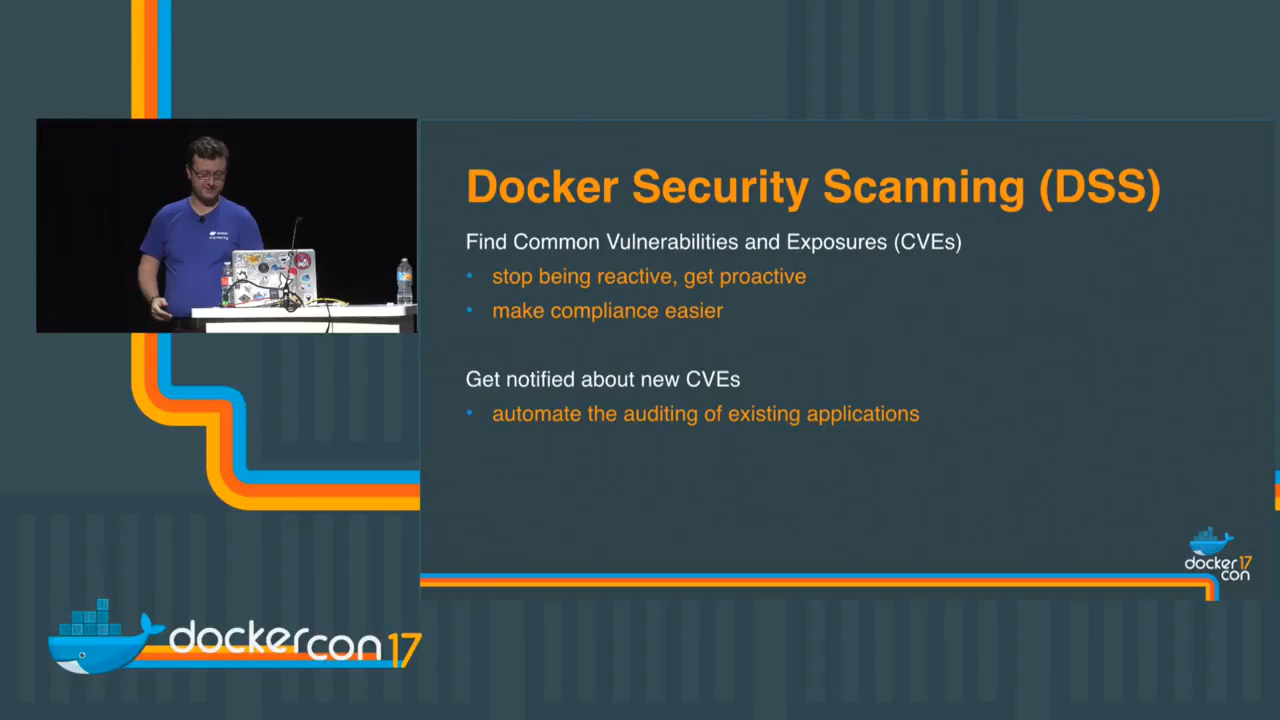 Docker Security Scanning (DSS)
Find Common Vulnerabilities and Exposures (CVEs)
• stop being reactive, get proactive
• make compliance easier
Get notified about new CVEs
• automate the auditing of existing applications
docker 17
con
dockercon 17